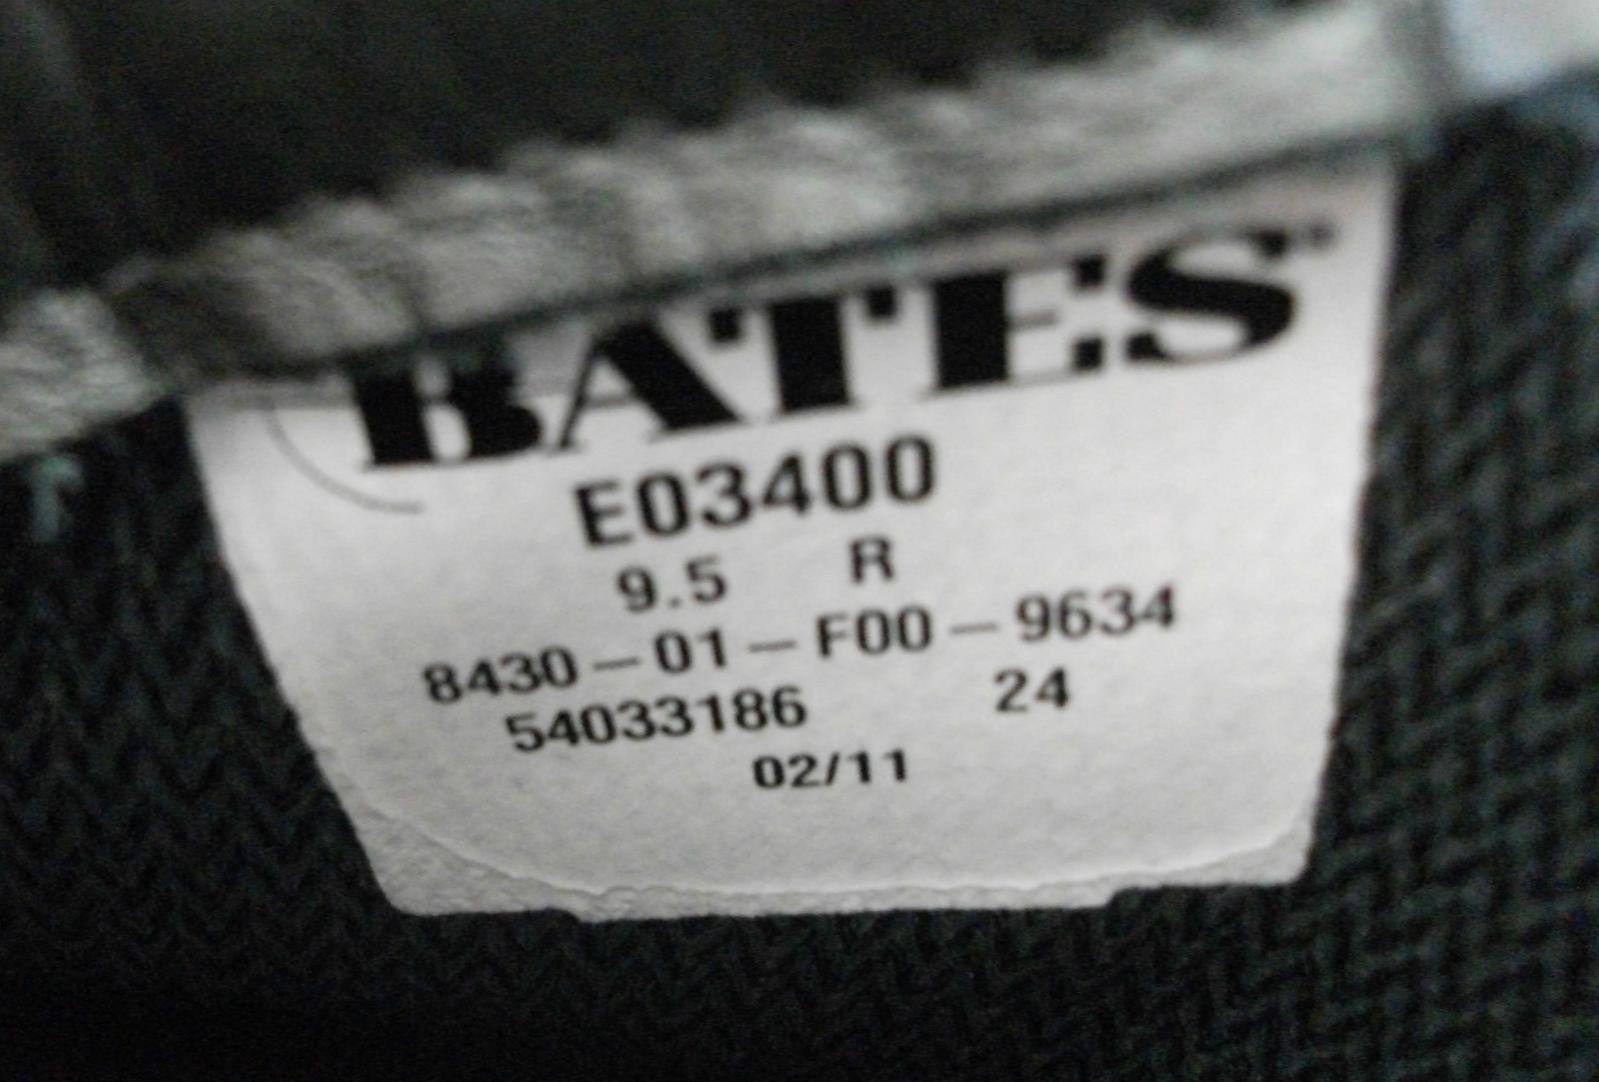 BATES
E03400
9.5 R
8430-01-F00-9634
54033186 24
02/11